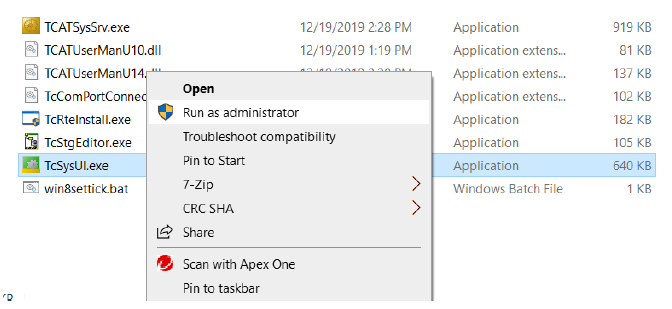 TCATSysSrv.exe 12/19/2019 2:28 PM Application 919 KB
TCATUserManU10.dll 12/19/2019 1:19 PM Application extens... 81 KB
TCATUserManU14.dll Application extens... 137 KB
TcComPortConnec Application extens... 102 KB
TcRteInstall.exe Application 182 KB
TcStgEditor.exe Application 105 KB
TcSysUI.exe Application 640 KB
win8settick.bat Windows Batch File 1 KB
Open
Run as administrator
Troubleshoot compatibility
Pin to Start
7-Zip
CRC SHA
Share
Scan with Apex One
Pin to taskbar